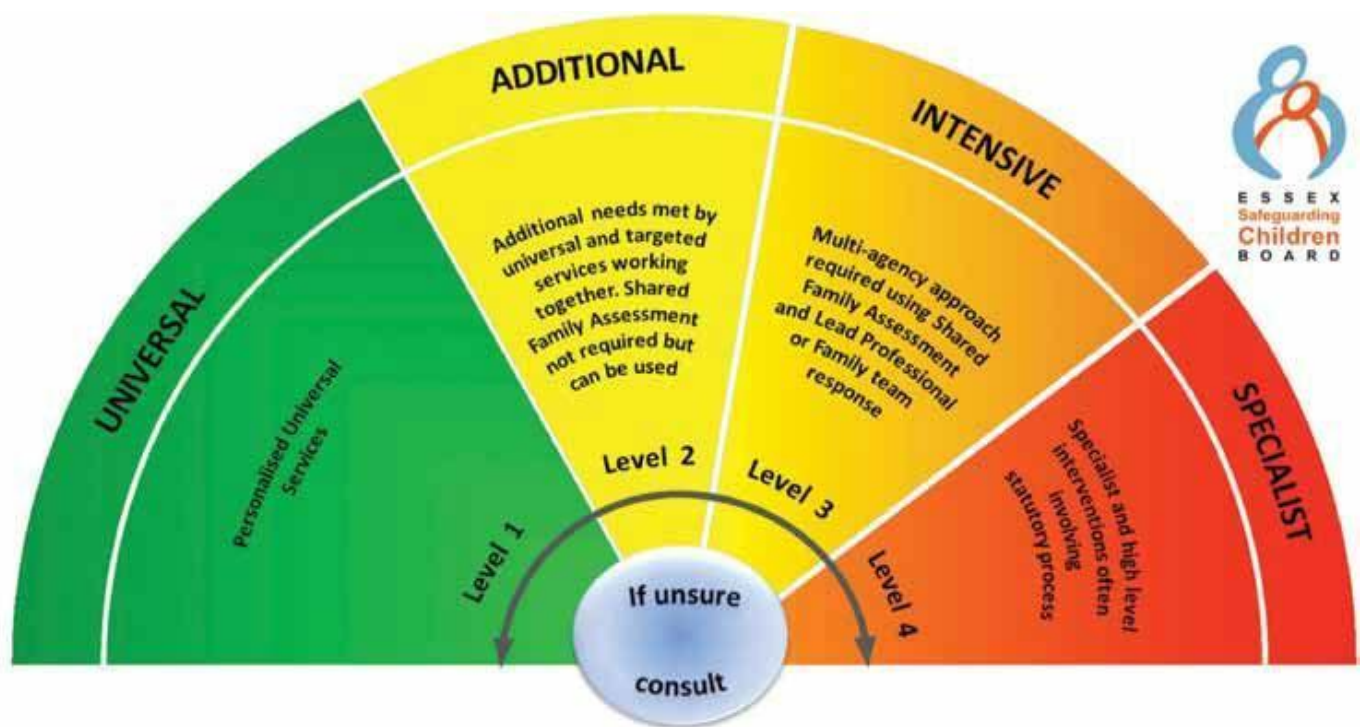 UNIVERSAL
Personalised Universal
Services
Level 1
ADDITIONAL
Additional needs met by
universal and targeted
services working
together. Shared
Family Assessment
not required but
can be used
Level 2
INTENSIVE
Multi-agency approach
required using Shared
Family Assessment
and Lead Professional
or Family team
response
Level 3
SPECIALIST
Specialist and high level
interventions often
involving
statutory process
Level 4
If unsure
consult
ESSEX
Safeguarding
Children
BOARD